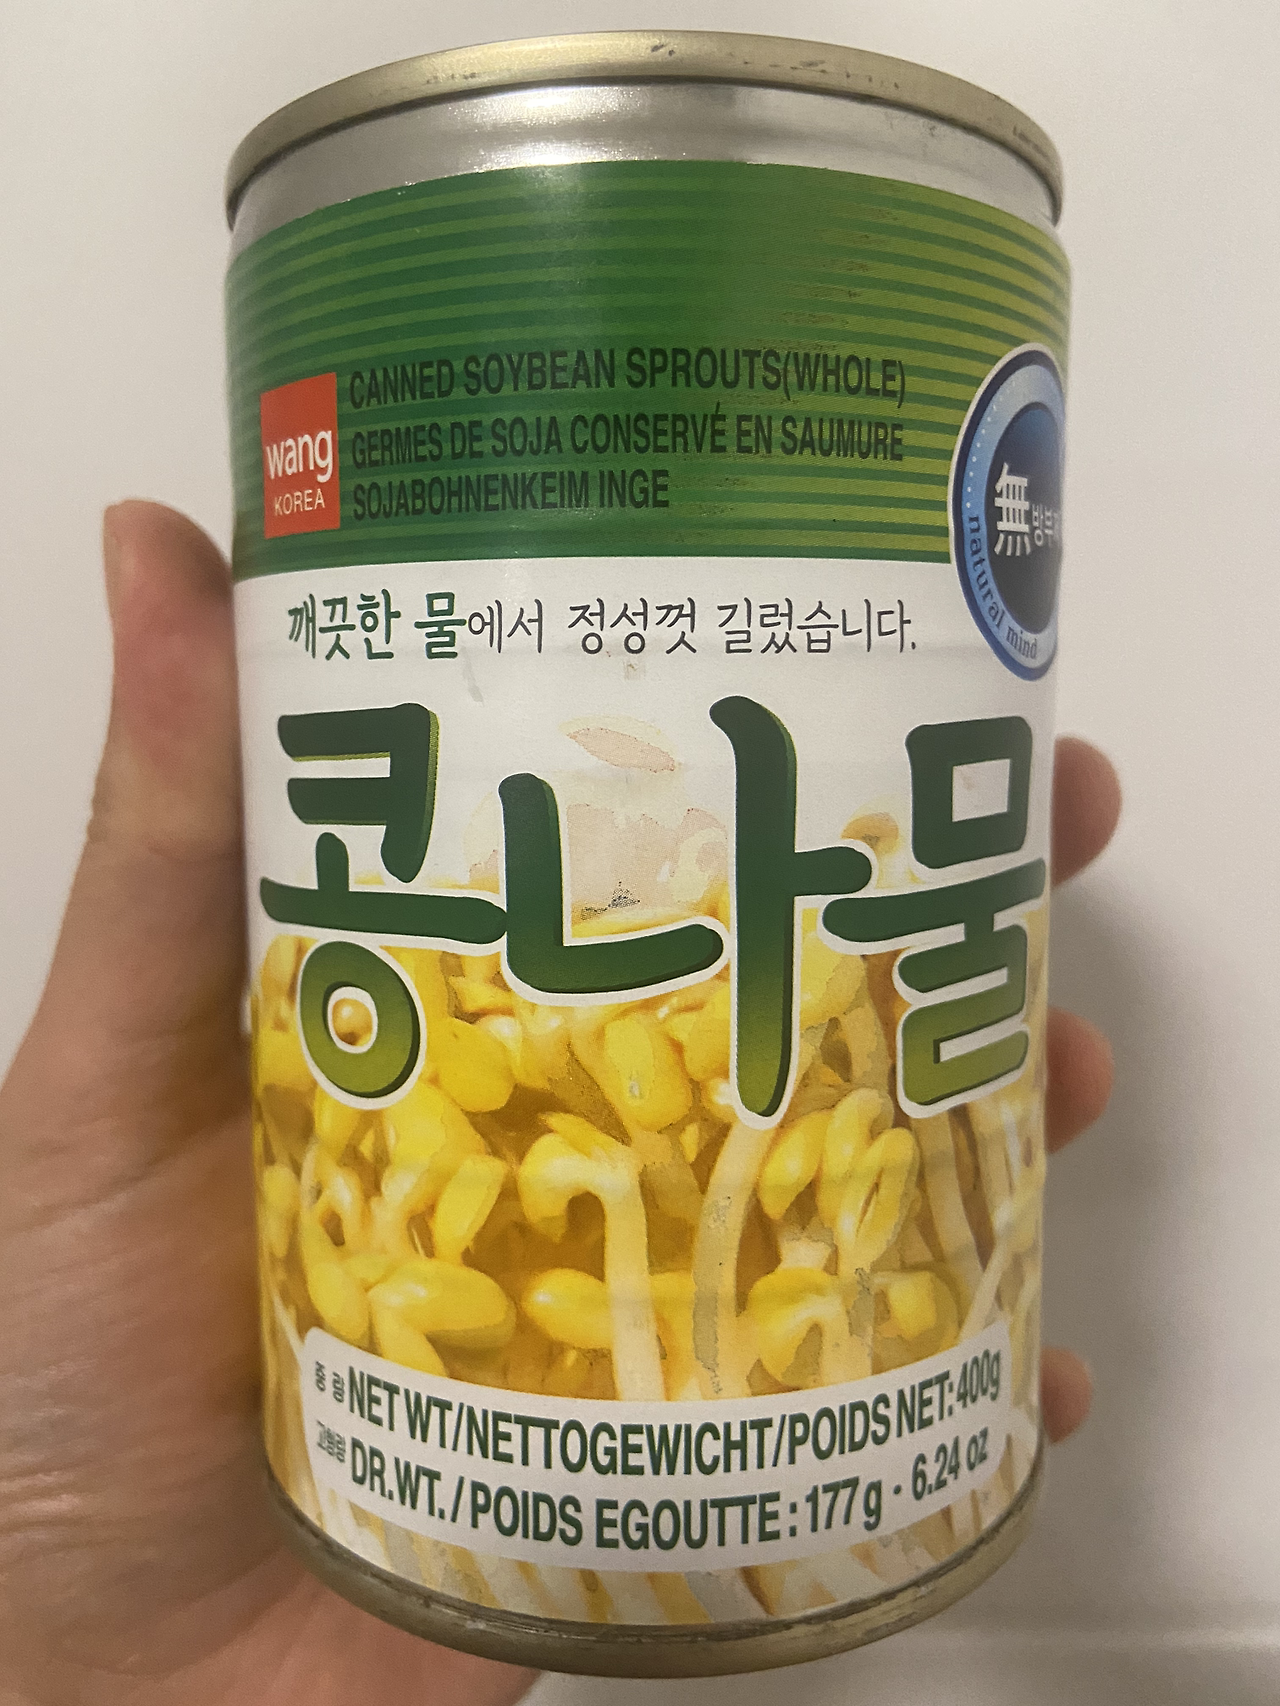 CANNED SOYBEAN SPROUTS(WHOLE)
GERMES DE SOJA CONSERVÉ EN SAUMURE
SOJABOHNENKEIM INGE
wang
KOREA
無방부
natural mind
깨끗한 물에서 정성껏 길렀습니다.
콩나물
중 량 NET WT/NETTOGEWICHT/POIDS NET:400g
고형량 DR.WT./POIDS EGOUTTE:177g · 6.24 oz